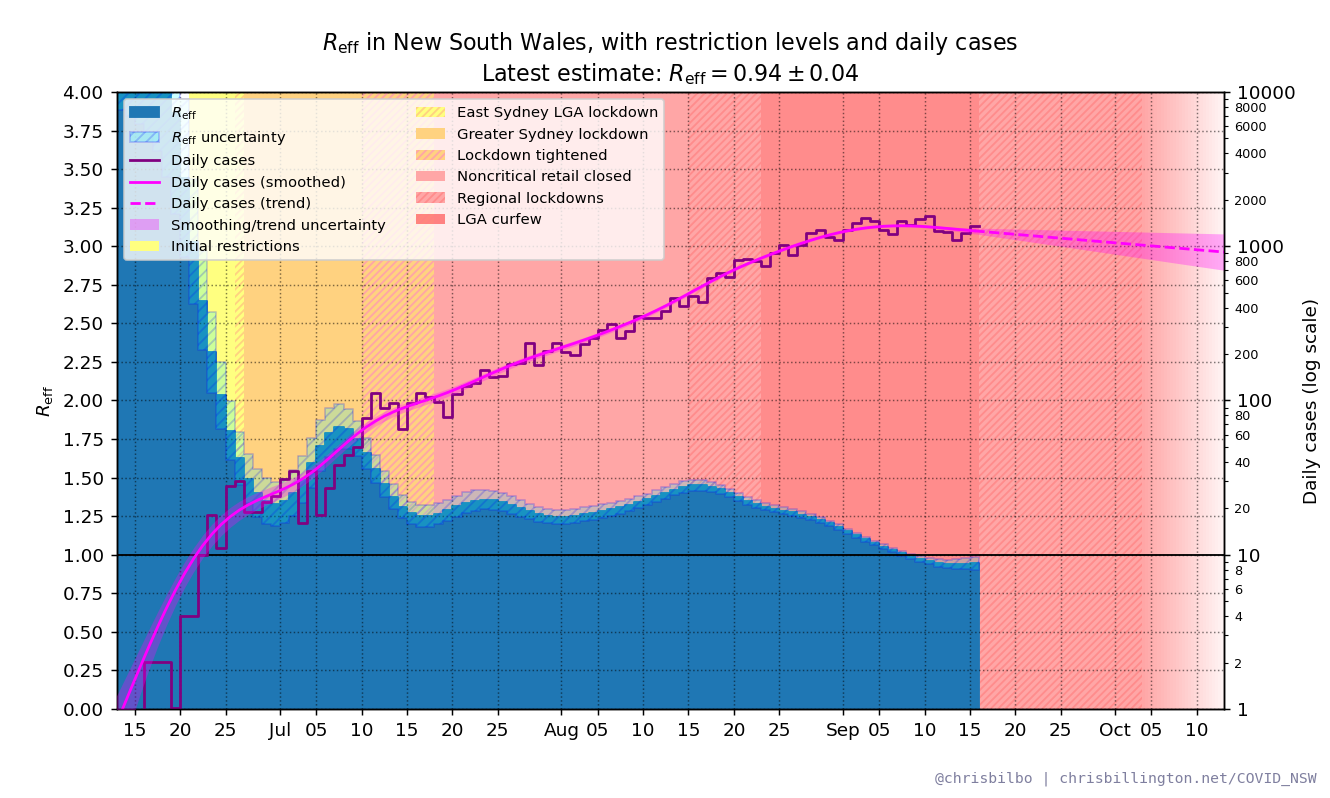 Reff in New South Wales, with restriction levels and daily cases
Latest estimate: Reff = 0.94 ± 0.04
Reff
Reff uncertainty
Daily cases
Daily cases (smoothed)
Daily cases (trend)
Smoothing/trend uncertainty
Initial restrictions
East Sydney LGA lockdown
Greater Sydney lockdown
Lockdown tightened
Noncritical retail closed
Regional lockdowns
LGA curfew
Reff
4.00
3.75
3.50
3.25
3.00
2.75
2.50
2.25
2.00
1.75
1.50
1.25
1.00
0.75
0.50
0.25
0.00
10000
8000
6000
4000
2000
1000
800
600
400
200
100
80
60
40
20
10
8
6
4
2
1
Daily cases (log scale)
15 20 25 Jul 05 10 15 20 25 Aug 05 10 15 20 25 Sep 05 10 15 20 25 Oct 05 10
@chrisbilbo | chrisbillington.net/COVID_NSW